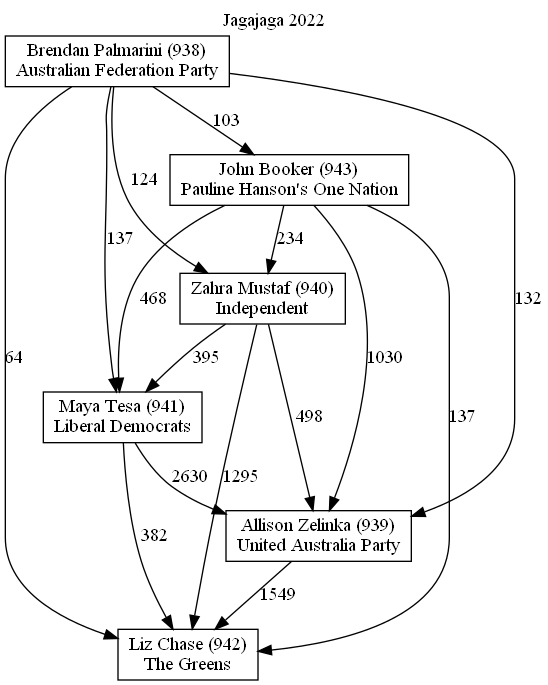 Jagajaga 2022
Brendan Palmarini (938)
Australian Federation Party
103
John Booker (943)
Pauline Hanson's One Nation
124
137
234
Zahra Mustaf (940)
Independent
468
132
64
395
1030
Maya Tesa (941)
Liberal Democrats
498
137
2630
1295
Allison Zelinka (939)
United Australia Party
382
1549
Liz Chase (942)
The Greens